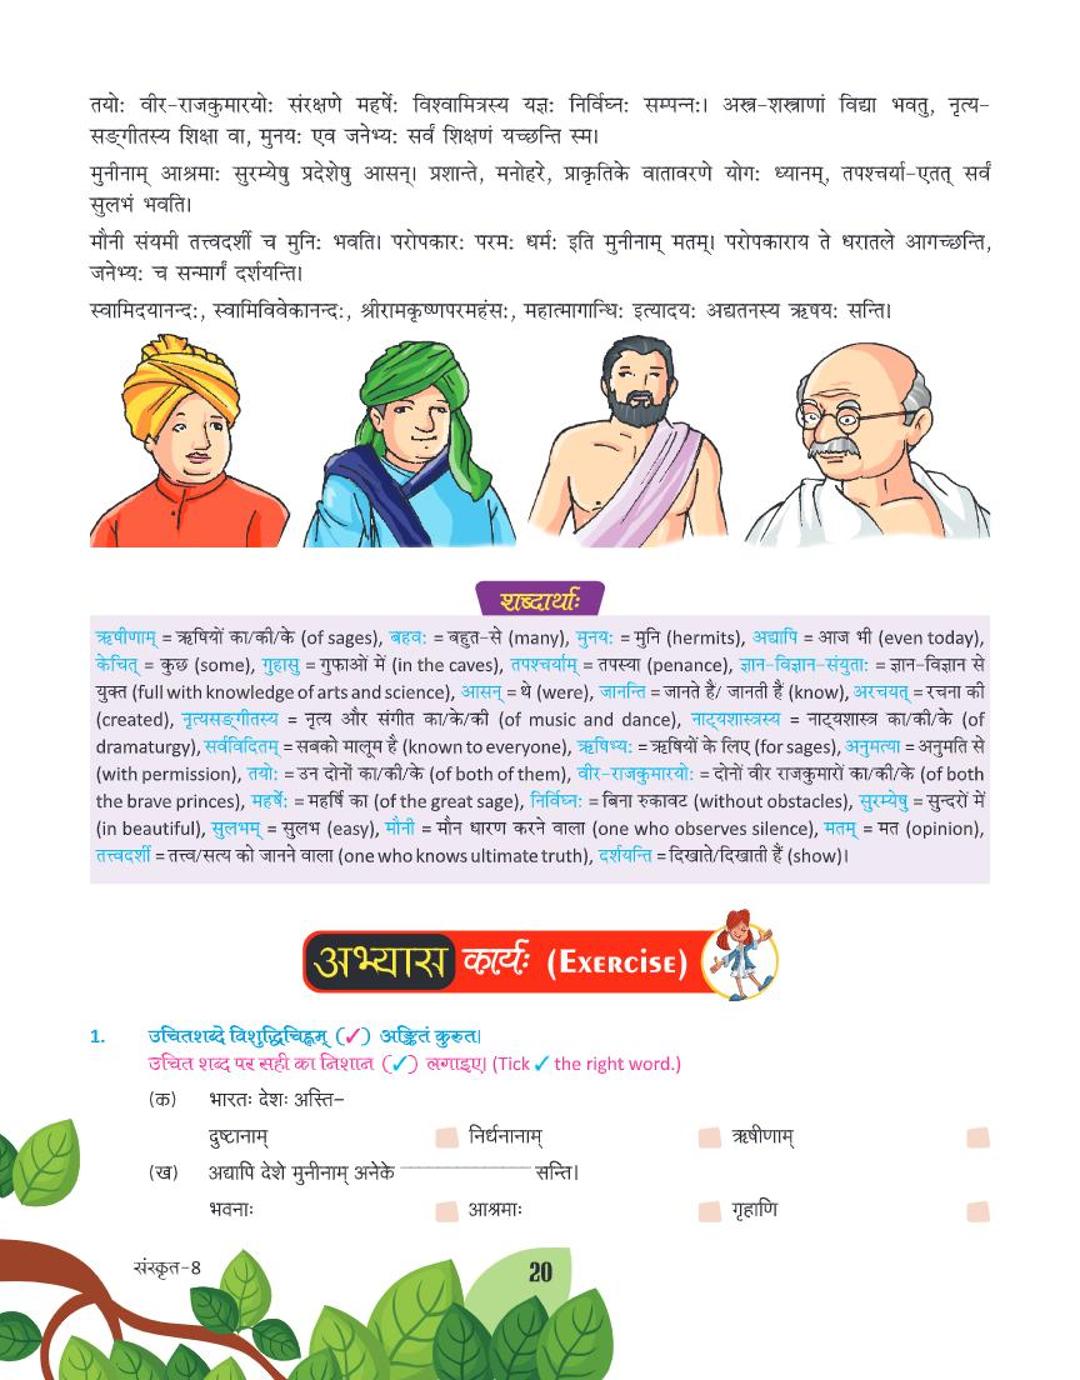 तयो: वीर-राजकुमारयो: संरक्षणे महर्षे: विश्वामित्रस्य यज्ञ: निर्विघ्न: सम्पन्न:। अस्त्र-शस्त्राणां विद्या भवतु, नृत्य-
सङ्गीतस्य शिक्षा वा, मुनय: एव जनेभ्य: सर्वं शिक्षणं यच्छन्ति स्म।
मुनीनाम् आश्रमा: सुरम्येषु प्रदेशेषु आसन्। प्रशान्ते, मनोहरे, प्राकृतिके वातावरणे योग: ध्यानम्, तपश्चर्या-एतत् सर्वं
सुलभं भवति।
मौनी संयमी तत्त्वदर्शी च मुनि: भवति। परोपकार: परम: धर्म: इति मुनीनाम् मतम्। परोपकाराय ते धरातले आगच्छन्ति,
जनेभ्य: च सन्मार्गं दर्शयन्ति।
स्वामिदयानन्द:, स्वामिविवेकानन्द:, श्रीरामकृष्णपरमहंस:, महात्मागान्धि: इत्यादय: अद्यतनस्य ऋषय: सन्ति।
शब्दार्था:
ऋषीणाम् = ऋषियों का/की/के (of sages), बहव: = बहुत-से (many), मुनय: = मुनि (hermits), अद्यापि = आज भी (even today),
केचित् = कुछ (some), गुहासु = गुफाओं में (in the caves), तपश्चर्याम् = तपस्या (penance), ज्ञान-विज्ञान-संयुता: = ज्ञान-विज्ञान से
युक्त (full with knowledge of arts and science), आसन् = थे (were), जानन्ति = जानते हैं/ जानती हैं (know), अरचयत् = रचना की
(created), नृत्यसङ्गीतस्य = नृत्य और संगीत का/के/की (of music and dance), नाट्यशास्त्रस्य = नाट्यशास्त्र का/की/के (of
dramaturgy), सर्वविदितम् = सबको मालूम है (known to everyone), ऋषिभ्य: = ऋषियों के लिए (for sages), अनुमत्या = अनुमति से
(with permission), तयो: = उन दोनों का/की/के (of both of them), वीर-राजकुमारयो: = दोनों वीर राजकुमारों का/की/के (of both
the brave princes), महर्षे: = महर्षि का (of the great sage), निर्विघ्न: = बिना रुकावट (without obstacles), सुरम्येषु = सुन्दरों में
(in beautiful), सुलभम् = सुलभ (easy), मौनी = मौन धारण करने वाला (one who observes silence), मतम् = मत (opinion),
तत्त्वदर्शी = तत्त्व/सत्य को जानने वाला (one who knows ultimate truth), दर्शयन्ति = दिखाते/दिखाती हैं (show)।
अभ्यास कार्य: (EXERCISE)
1. उचितशब्दे विशुद्धिचिह्नम् (✓) अङ्कितं कुरुत।
उचित शब्द पर सही का निशान (✓) लगाइए। (Tick ✓ the right word.)
(क) भारतः देशः अस्ति–
दुष्टानाम् निर्धनानाम् ऋषीणाम्
(ख) अद्यापि देशे मुनीनाम् अनेके ____________ सन्ति।
भवनाः आश्रमाः गृहाणि
संस्कृत-8 20